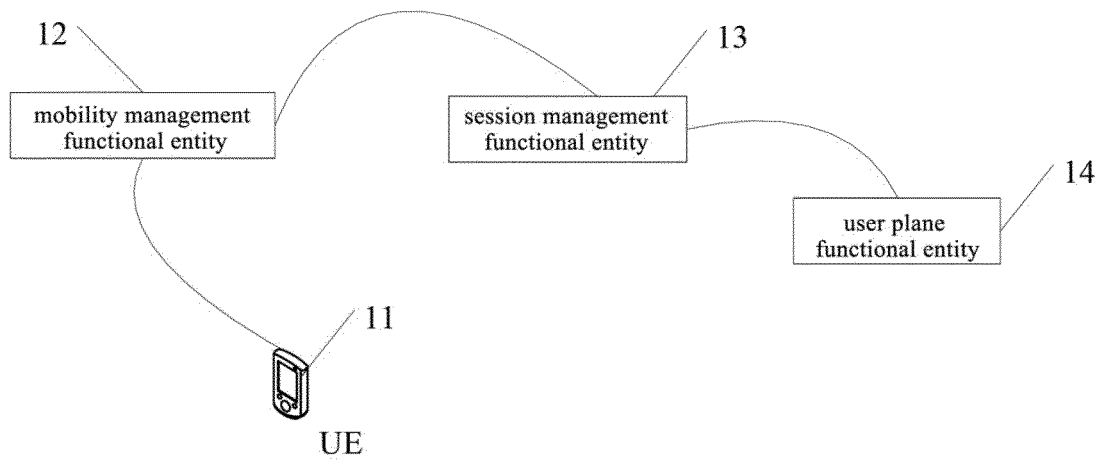 12
13
mobility management
functional entity
session management
functional entity
14
user plane
functional entity
11
UE